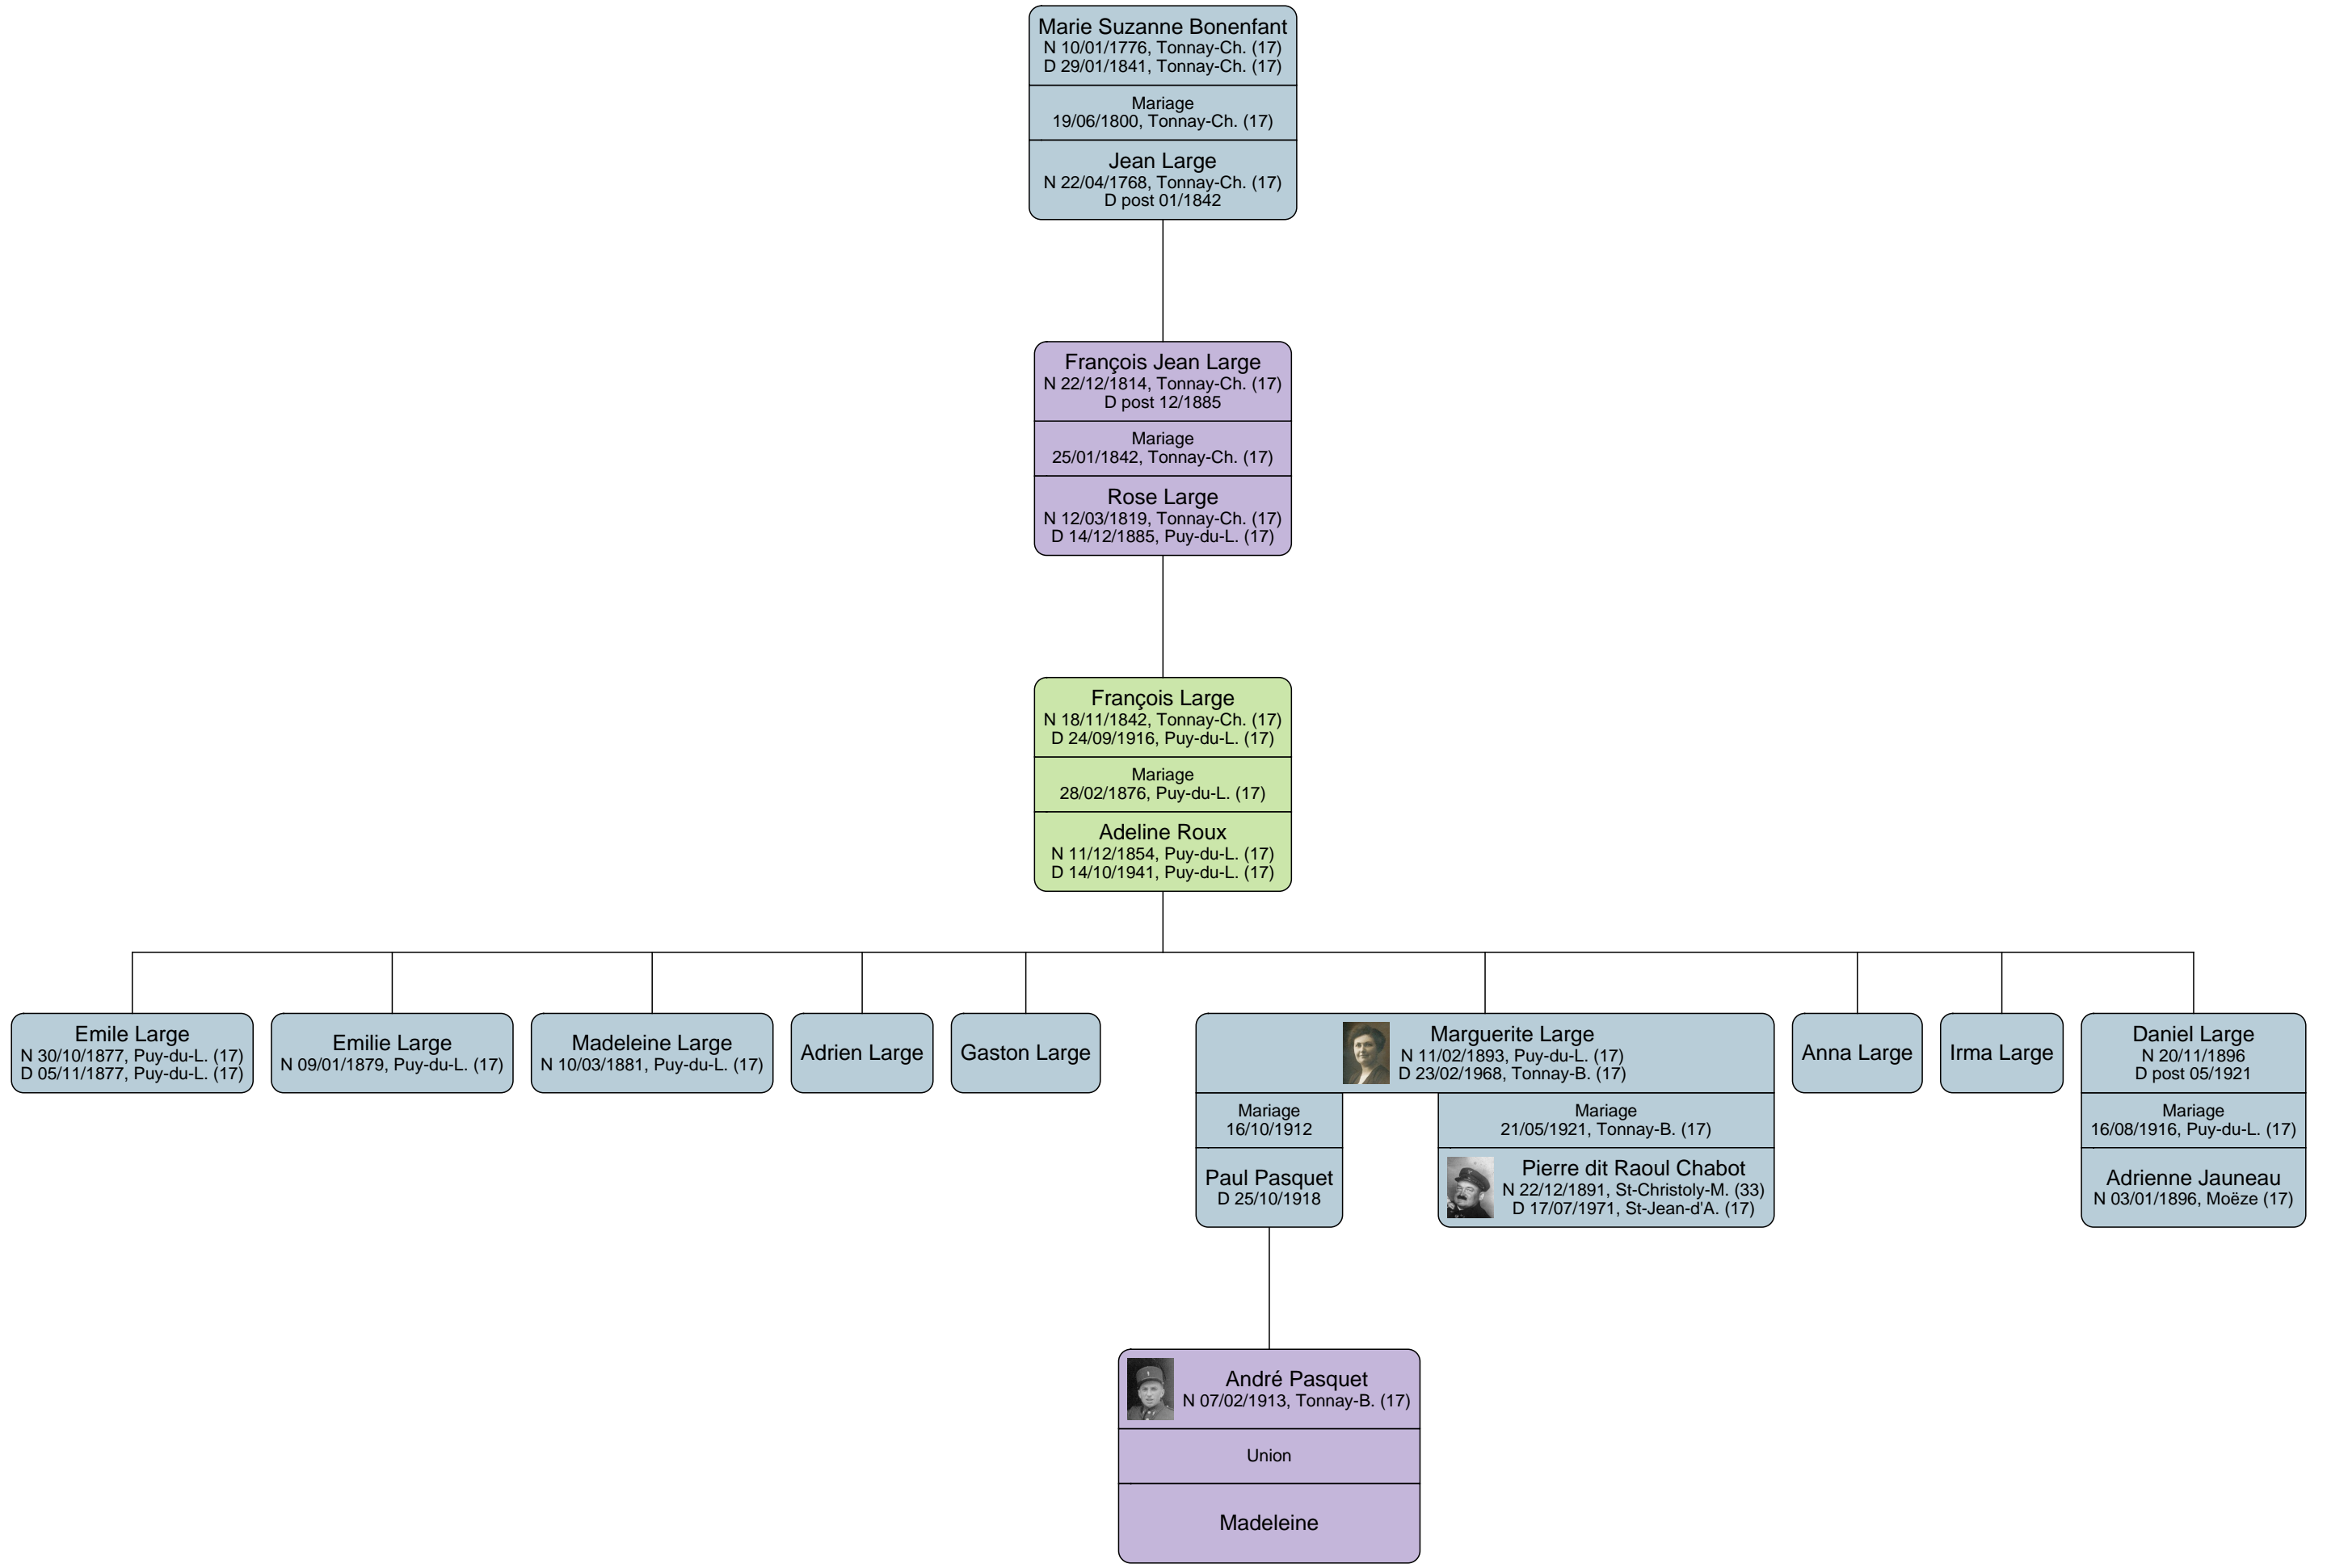 Marie Suzanne Bonenfant
N 10/01/1776, Tonnay-Ch. (17)
D 29/01/1841, Tonnay-Ch. (17)
Mariage
19/06/1800, Tonnay-Ch. (17)
Jean Large
N 22/04/1768, Tonnay-Ch. (17)
D post 01/1842
François Jean Large
N 22/12/1814, Tonnay-Ch. (17)
D post 12/1885
Mariage
25/01/1842, Tonnay-Ch. (17)
Rose Large
N 12/03/1819, Tonnay-Ch. (17)
D 14/12/1885, Puy-du-L. (17)
François Large
N 18/11/1842, Tonnay-Ch. (17)
D 24/09/1916, Puy-du-L. (17)
Mariage
28/02/1876, Puy-du-L. (17)
Adeline Roux
N 11/12/1854, Puy-du-L. (17)
D 14/10/1941, Puy-du-L. (17)
Emile Large
N 30/10/1877, Puy-du-L. (17)
D 05/11/1877, Puy-du-L. (17)
Emilie Large
N 09/01/1879, Puy-du-L. (17)
Madeleine Large
N 10/03/1881, Puy-du-L. (17)
Adrien Large
Gaston Large
Marguerite Large
N 11/02/1893, Puy-du-L. (17)
D 23/02/1968, Tonnay-B. (17)
Mariage
16/10/1912
Paul Pasquet
D 25/10/1918
Mariage
21/05/1921, Tonnay-B. (17)
Pierre dit Raoul Chabot
N 22/12/1891, St-Christoly-M. (33)
D 17/07/1971, St-Jean-d'A. (17)
Anna Large
Irma Large
Daniel Large
N 20/11/1896
D post 05/1921
Mariage
16/08/1916, Puy-du-L. (17)
Adrienne Jauneau
N 03/01/1896, Moëze (17)
André Pasquet
N 07/02/1913, Tonnay-B. (17)
Union
Madeleine